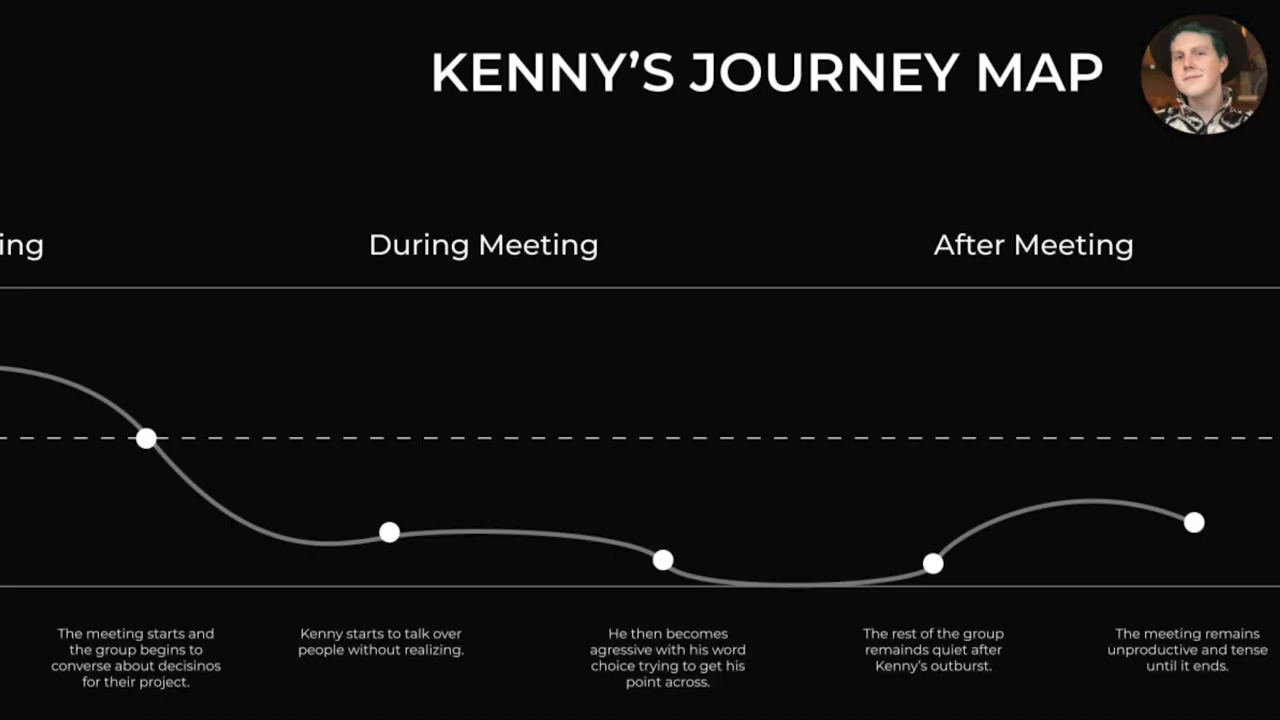 KENNY’S JOURNEY MAP
ing
During Meeting
After Meeting
The meeting starts and
the group begins to
converse about decisinos
for their project.
Kenny starts to talk over
people without realizing.
He then becomes
agressive with his word
choice trying to get his
point across.
The rest of the group
remainds quiet after
Kenny’s outburst.
The meeting remains
unproductive and tense
until it ends.